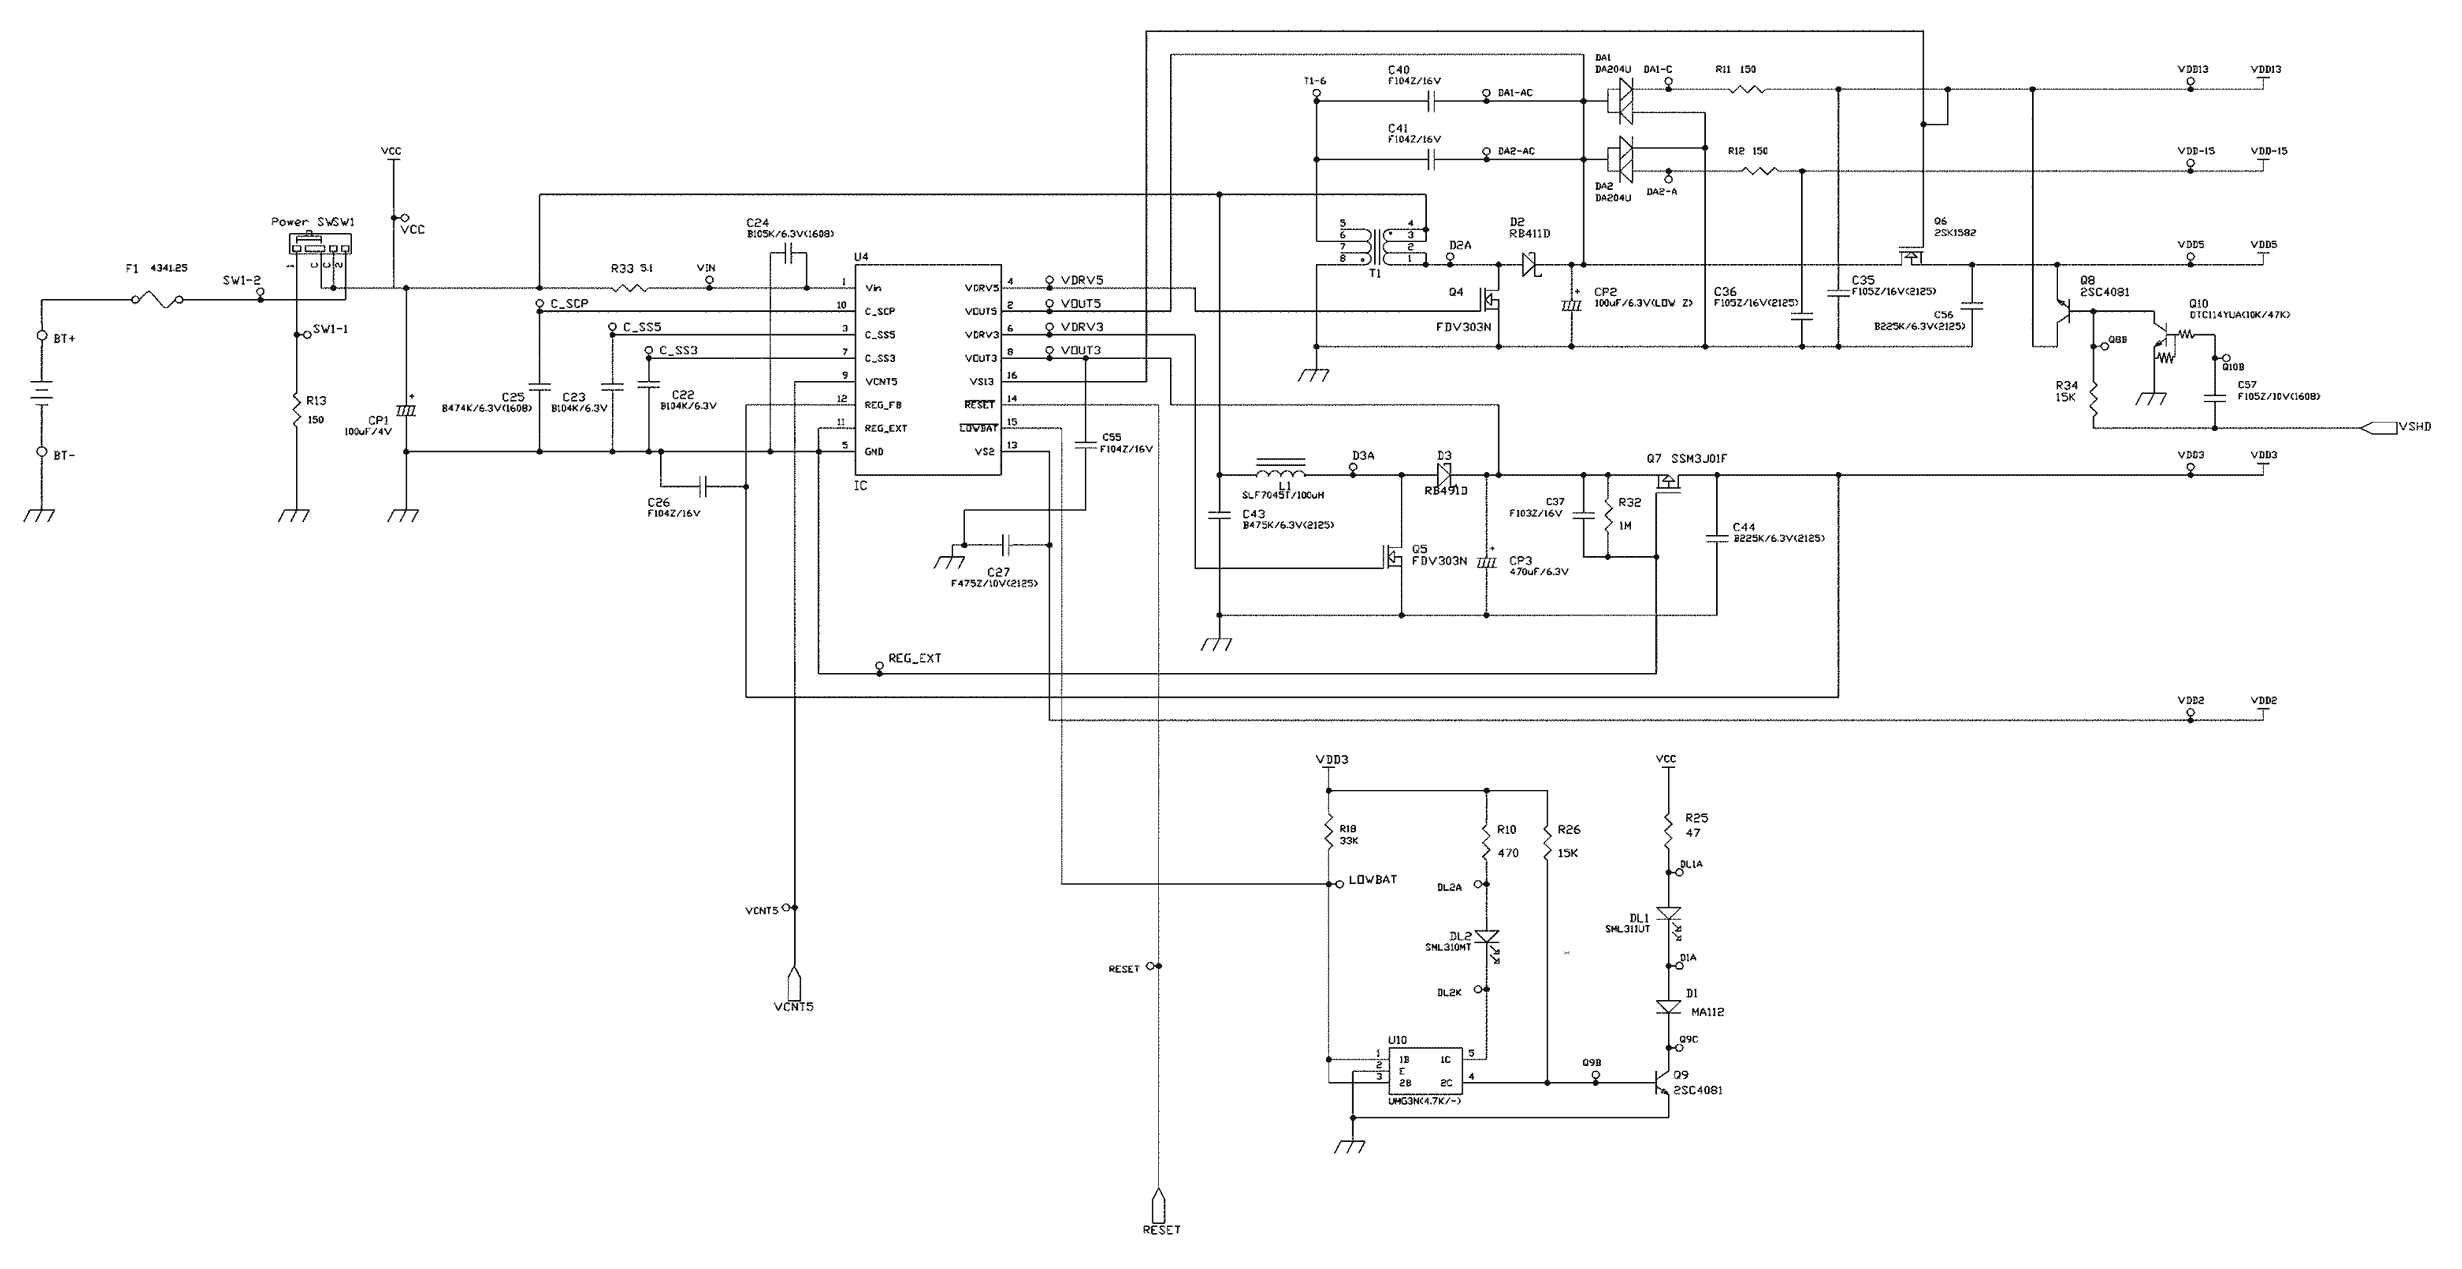 C40
F104Z/16V
T1-6
DA1-AC
DA1
DA204U
DA1-C
R11 150
VDD13
VDD13
C41
F104Z/16V
DA2-AC
DA2
DA204U
DA2-A
R12 150
VDD-15
VDD-15
VCC
VCC
Power SWSW1
1
C
C
2
F1 434125
SW1-2
SW1-1
BT+
BT-
R13
150
CP1
100uF/4V
R33 51
VIN
C24
B105K/6.3V(1608)
C_SCP
C_SS5
C_SS3
C25
B474K/6.3V(1608)
C23
B104K/6.3V
C22
B104K/6.3V
C26
F104Z/16V
U4
1
Vin
10
C_SCP
3
C_SS5
7
C_SS3
9
VCNT5
12
REG_FB
11
REG_EXT
5
GND
VDRV5
4
VOUT5
2
VDRV3
6
VOUT3
8
VS13
16
RESET
14
LOWBAT
15
VS2
13
IC
VDRV5
VOUT5
VDRV3
VOUT3
C55
F104Z/16V
C27
F475Z/10V(2125)
5
6
7
8
4
3
2
1
T1
D2A
D2
RB411D
Q4
FDV303N
CP2
100uF/6.3V(LOW Z)
C36
F105Z/16V(2125)
C35
F105Z/16V(2125)
Q6
2SK1582
C56
B225K/6.3V(2125)
VDD5
VDD5
Q8
2SC4081
Q10
DTC114YUA(10K/47K)
Q8B
Q10B
R34
15K
C57
F105Z/10V(1608)
VSHD
L1
SLF7045T/100uH
C43
B475K/6.3V(2125)
D3A
D3
RB491D
Q5
FDV303N
CP3
470uF/6.3V
C37
F103Z/16V
R32
1M
Q7 SSM3J01F
C44
B225K/6.3V(2125)
VDD3
VDD3
REG_EXT
VDD2
VDD2
VDD3
R18
33K
R10
470
R26
15K
LOWBAT
DL2A
DL2
SML310MT
DL2K
U10
1
1B
2
E
3
2B
1C
5
2C
4
UMG3N(4.7K/-)
Q9B
VCC
R25
47
DL1A
DL1
SML311UT
D1A
D1
MA112
Q9C
Q9
2SC4081
VCNT5
VCNT5
RESET
RESET